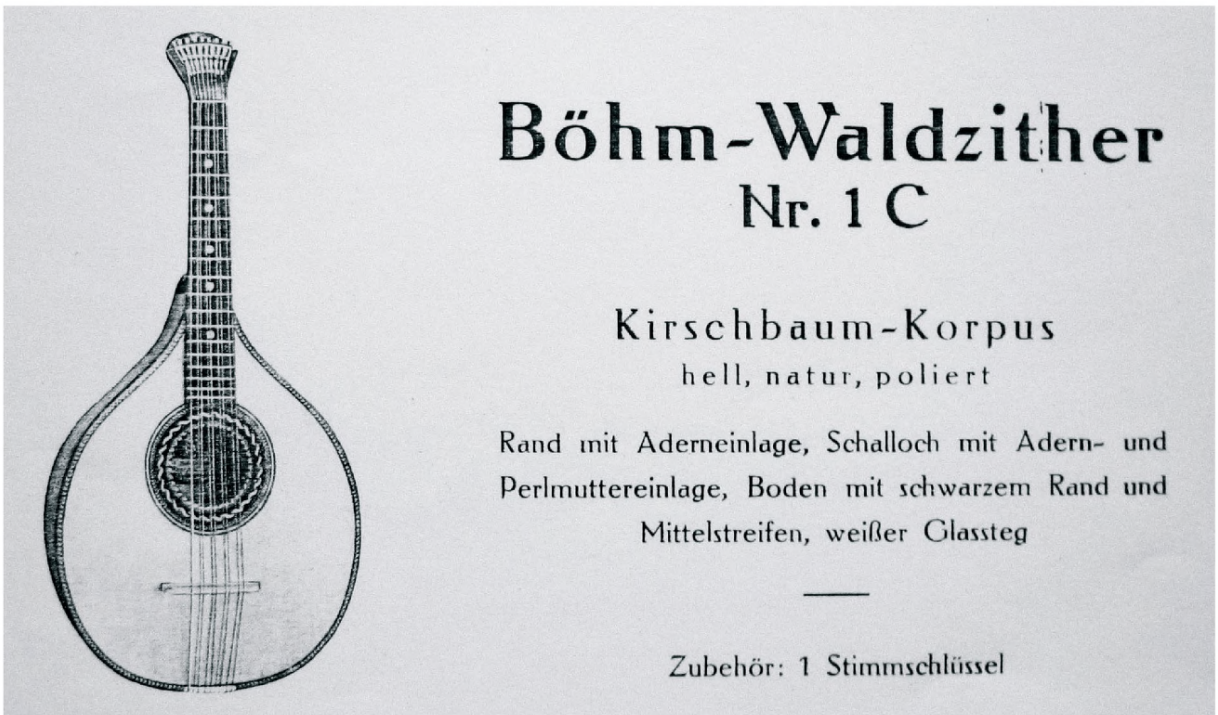 Böhm-Waldzither
Nr. 1 C
Kirschbaum-Korpus
hell, natur, poliert
Rand mit Aderneinlage, Schalloch mit Adern- und
Perlmuttereinlage, Boden mit schwarzem Rand und
Mittelstreifen, weißer Glassteg
Zubehör: 1 Stimmschlüssel